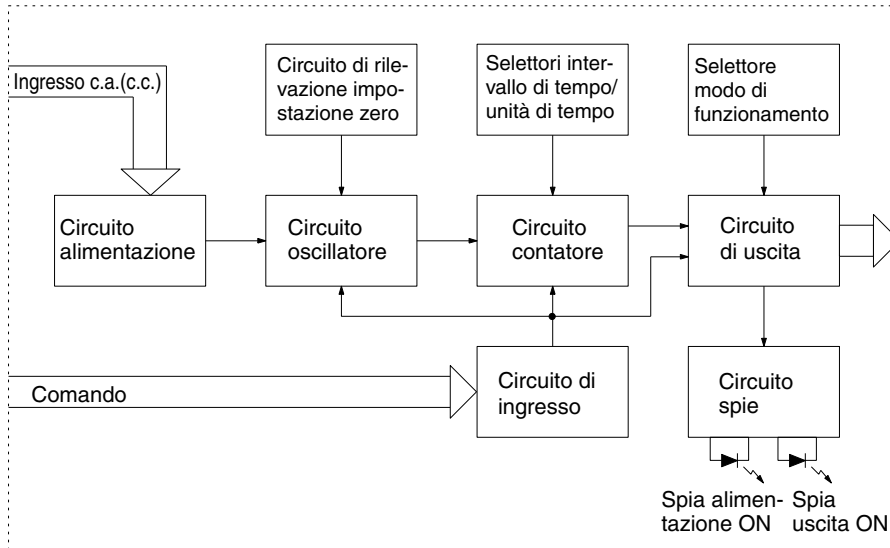 Ingresso c.a.(c.c.)
Circuito di rile-
vazione impo-
stazione zero
Selettori inter-
vallo di tempo/
unità di tempo
Selettore
modo di
funzionamento
Circuito
alimentazione
Circuito
oscillatore
Circuito
contatore
Circuito
di uscita
Comando
Circuito di
ingresso
Circuito
spie
Spia alimen-
tazione ON
Spia
uscita ON